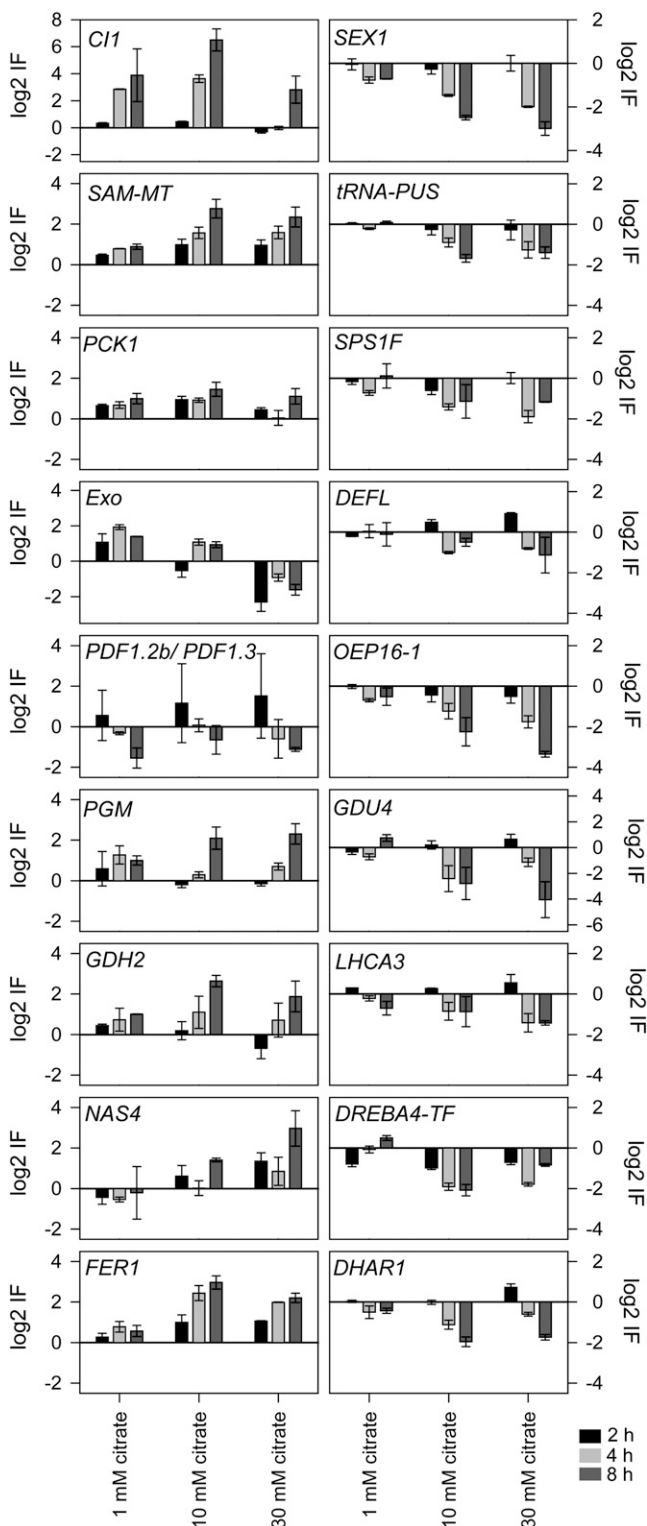 CI1
log2 IF
8
6
4
2
0
-2
SEX1
log2 IF
2
0
-2
-4
SAM-MT
log2 IF
4
2
0
-2
tRNA-PUS
log2 IF
2
0
-2
-4
PCK1
log2 IF
4
2
0
-2
SPS1F
log2 IF
2
0
-2
-4
Exo
log2 IF
4
2
0
-2
DEFL
log2 IF
2
0
-2
-4
PDF1.2b/ PDF1.3
log2 IF
4
2
0
-2
OEP16-1
log2 IF
2
0
-2
-4
PGM
log2 IF
4
2
0
-2
GDU4
log2 IF
4
2
0
-2
-4
-6
GDH2
log2 IF
4
2
0
-2
LHCA3
log2 IF
2
0
-2
-4
NAS4
log2 IF
4
2
0
-2
DREBA4-TF
log2 IF
2
0
-2
-4
FER1
log2 IF
4
2
0
-2
DHAR1
log2 IF
2
0
-2
-4
1 mM citrate
10 mM citrate
30 mM citrate
1 mM citrate
10 mM citrate
30 mM citrate
2 h
4 h
8 h